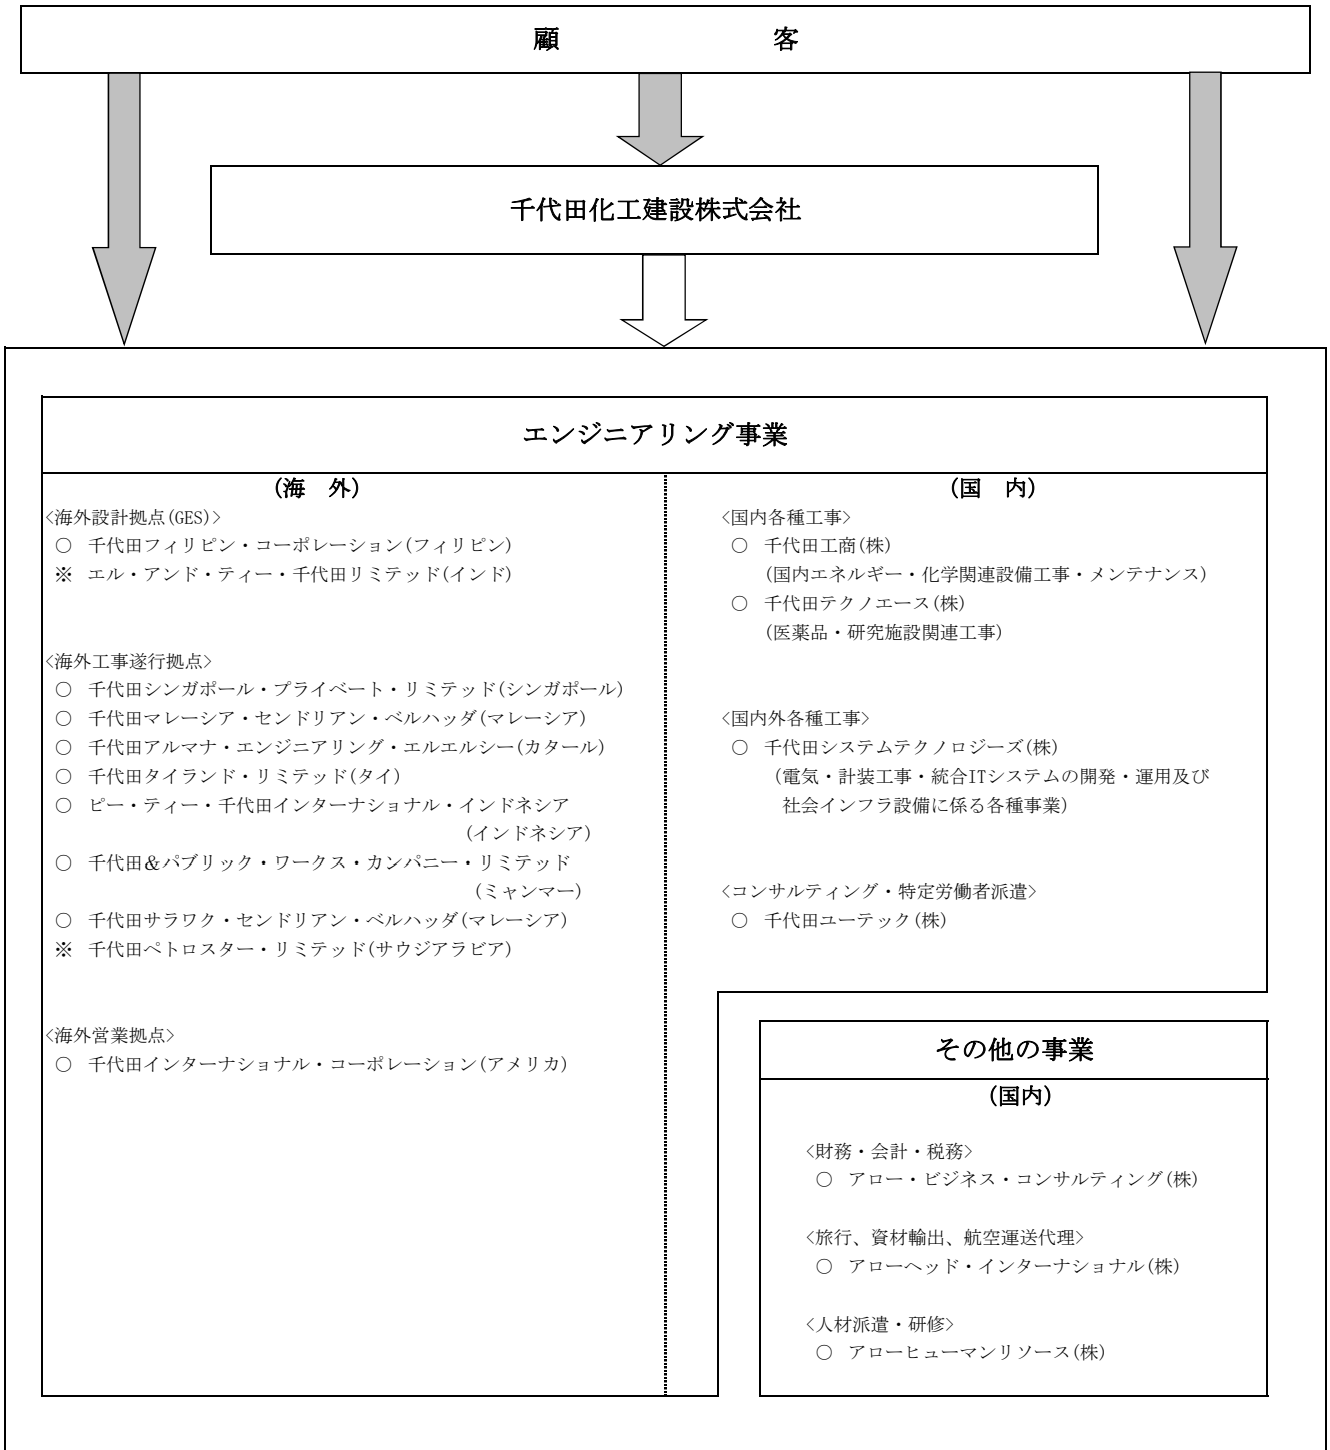 顧　　　　　客
千代田化工建設株式会社
エンジニアリング事業
(海　外)
<海外設計拠点(GES)>
○ 千代田フィリピン・コーポレーション(フィリピン)
※ エル・アンド・ティー・千代田リミテッド(インド)
<海外工事遂行拠点>
○ 千代田シンガポール・プライベート・リミテッド(シンガポール)
○ 千代田マレーシア・センドリアン・ベルハッダ(マレーシア)
○ 千代田アルマナ・エンジニアリング・エルエルシー(カタール)
○ 千代田タイランド・リミテッド(タイ)
○ ピー・ティー・千代田インターナショナル・インドネシア
(インドネシア)
○ 千代田&パブリック・ワークス・カンパニー・リミテッド
(ミャンマー)
○ 千代田サラワク・センドリアン・ベルハッダ(マレーシア)
※ 千代田ペトロスター・リミテッド(サウジアラビア)
<海外営業拠点>
○ 千代田インターナショナル・コーポレーション(アメリカ)
(国　内)
<国内各種工事>
○ 千代田工商(株)
(国内エネルギー・化学関連設備工事・メンテナンス)
○ 千代田テクノエース(株)
(医薬品・研究施設関連工事)
<国内外各種工事>
○ 千代田システムテクノロジーズ(株)
(電気・計装工事・統合ITシステムの開発・運用及び
社会インフラ設備に係る各種事業)
<コンサルティング・特定労働者派遣>
○ 千代田ユーテック(株)
その他の事業
(国内)
<財務・会計・税務>
○ アロー・ビジネス・コンサルティング(株)
<旅行、資材輸出、航空運送代理>
○ アローヘッド・インターナショナル(株)
<人材派遣・研修>
○ アローヒューマンリソース(株)